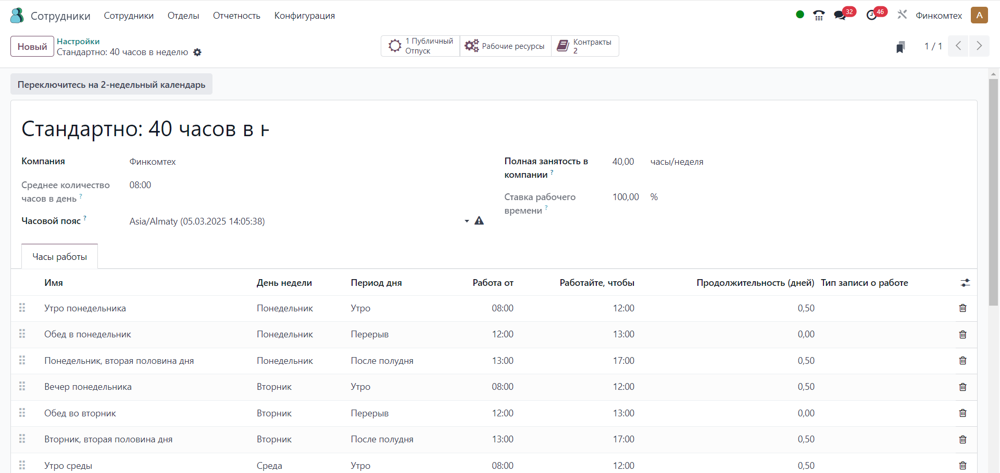 Сотрудники Сотрудники Отделы Отчетность Конфигурация 32 46 Финкомтех A
Новый Настройки
Стандартно: 40 часов в неделю
1 Публичный Отпуск
Рабочие ресурсы
Контракты 2
1 / 1
Переключитесь на 2-недельный календарь
Стандартно: 40 часов в н
Компания Финкомтех
Среднее количество часов в день ? 08:00
Часовой пояс ? Asia/Almaty (05.03.2025 14:05:38)
Полная занятость в компании ? 40,00 часы/неделя
Ставка рабочего времени ? 100,00 %
Часы работы
Имя День недели Период дня Работа от Работайте, чтобы Продолжительность (дней) Тип записи о работе
Утро понедельника Понедельник Утро 08:00 12:00 0,50
Обед в понедельник Понедельник Перерыв 12:00 13:00 0,00
Понедельник, вторая половина дня Понедельник После полудня 13:00 17:00 0,50
Вечер понедельника Вторник Утро 08:00 12:00 0,50
Обед во вторник Вторник Перерыв 12:00 13:00 0,00
Вторник, вторая половина дня Вторник После полудня 13:00 17:00 0,50
Утро среды Среда Утро 08:00 12:00 0,50